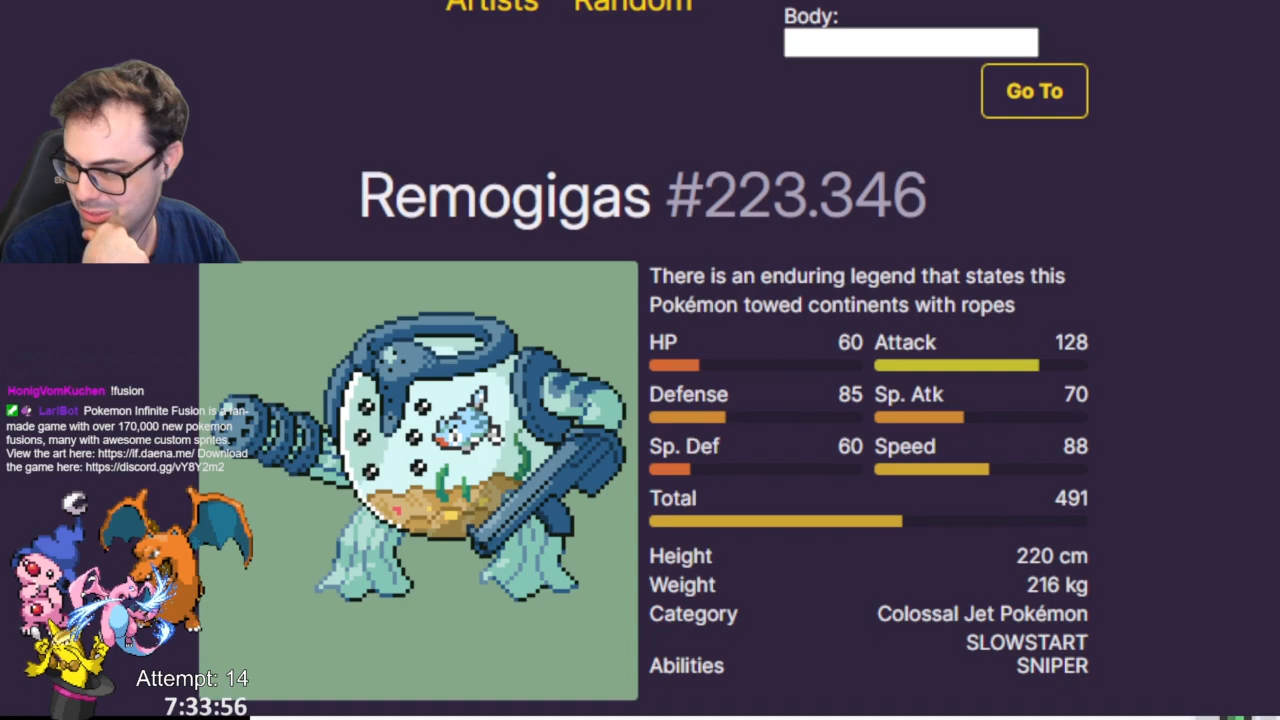 Artists Random
Body:
Go To
Remogigas #223.346
There is an enduring legend that states this
Pokémon towed continents with ropes
HP 60 Attack 128
Defense 85 Sp. Atk 70
Sp. Def 60 Speed 88
Total 491
Height 220 cm
Weight 216 kg
Category Colossal Jet Pokémon
SLOWSTART
Abilities SNIPER
HonigVomKuchen !fusion
LariBot Pokemon Infinite Fusion is a fan-
made game with over 170,000 new pokemon
fusions, many with awesome custom sprites.
View the art here: https://if.daena.me/ Download
the game here: https://discord.gg/vY8Y2m2
Attempt: 14
7:33:56